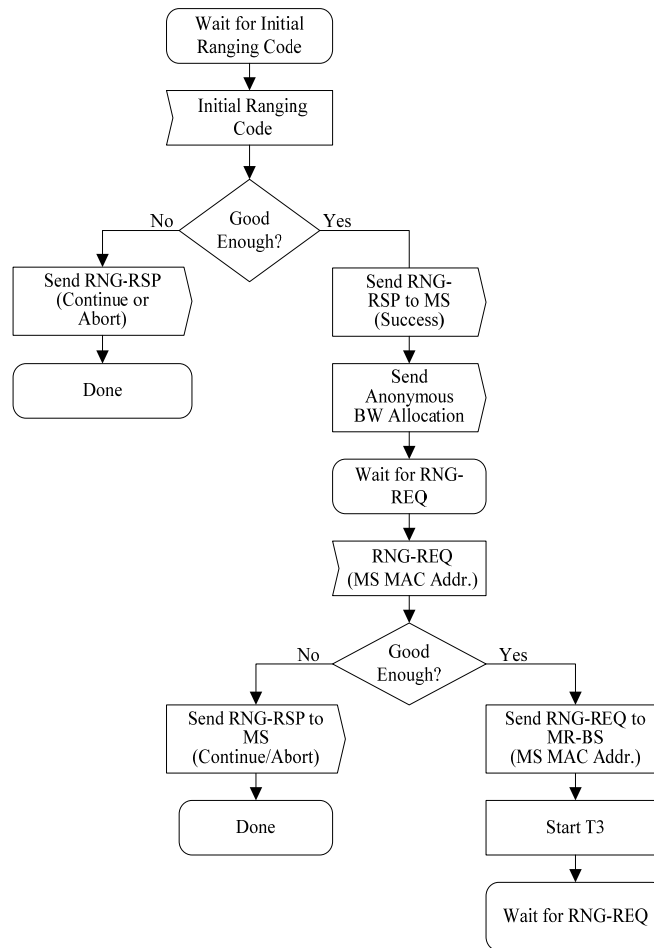 Wait for Initial
Ranging Code
Initial Ranging
Code
No
Good
Enough?
Yes
Send RNG-RSP
(Continue or
Abort)
Send RNG-
RSP to MS
(Success)
Done
Send
Anonymous
BW Allocation
Wait for RNG-
REQ
RNG-REQ
(MS MAC Addr.)
No
Good
Enough?
Yes
Send RNG-RSP to
MS
(Continue/Abort)
Send RNG-REQ to
MR-BS
(MS MAC Addr.)
Done
Start T3
Wait for RNG-REQ